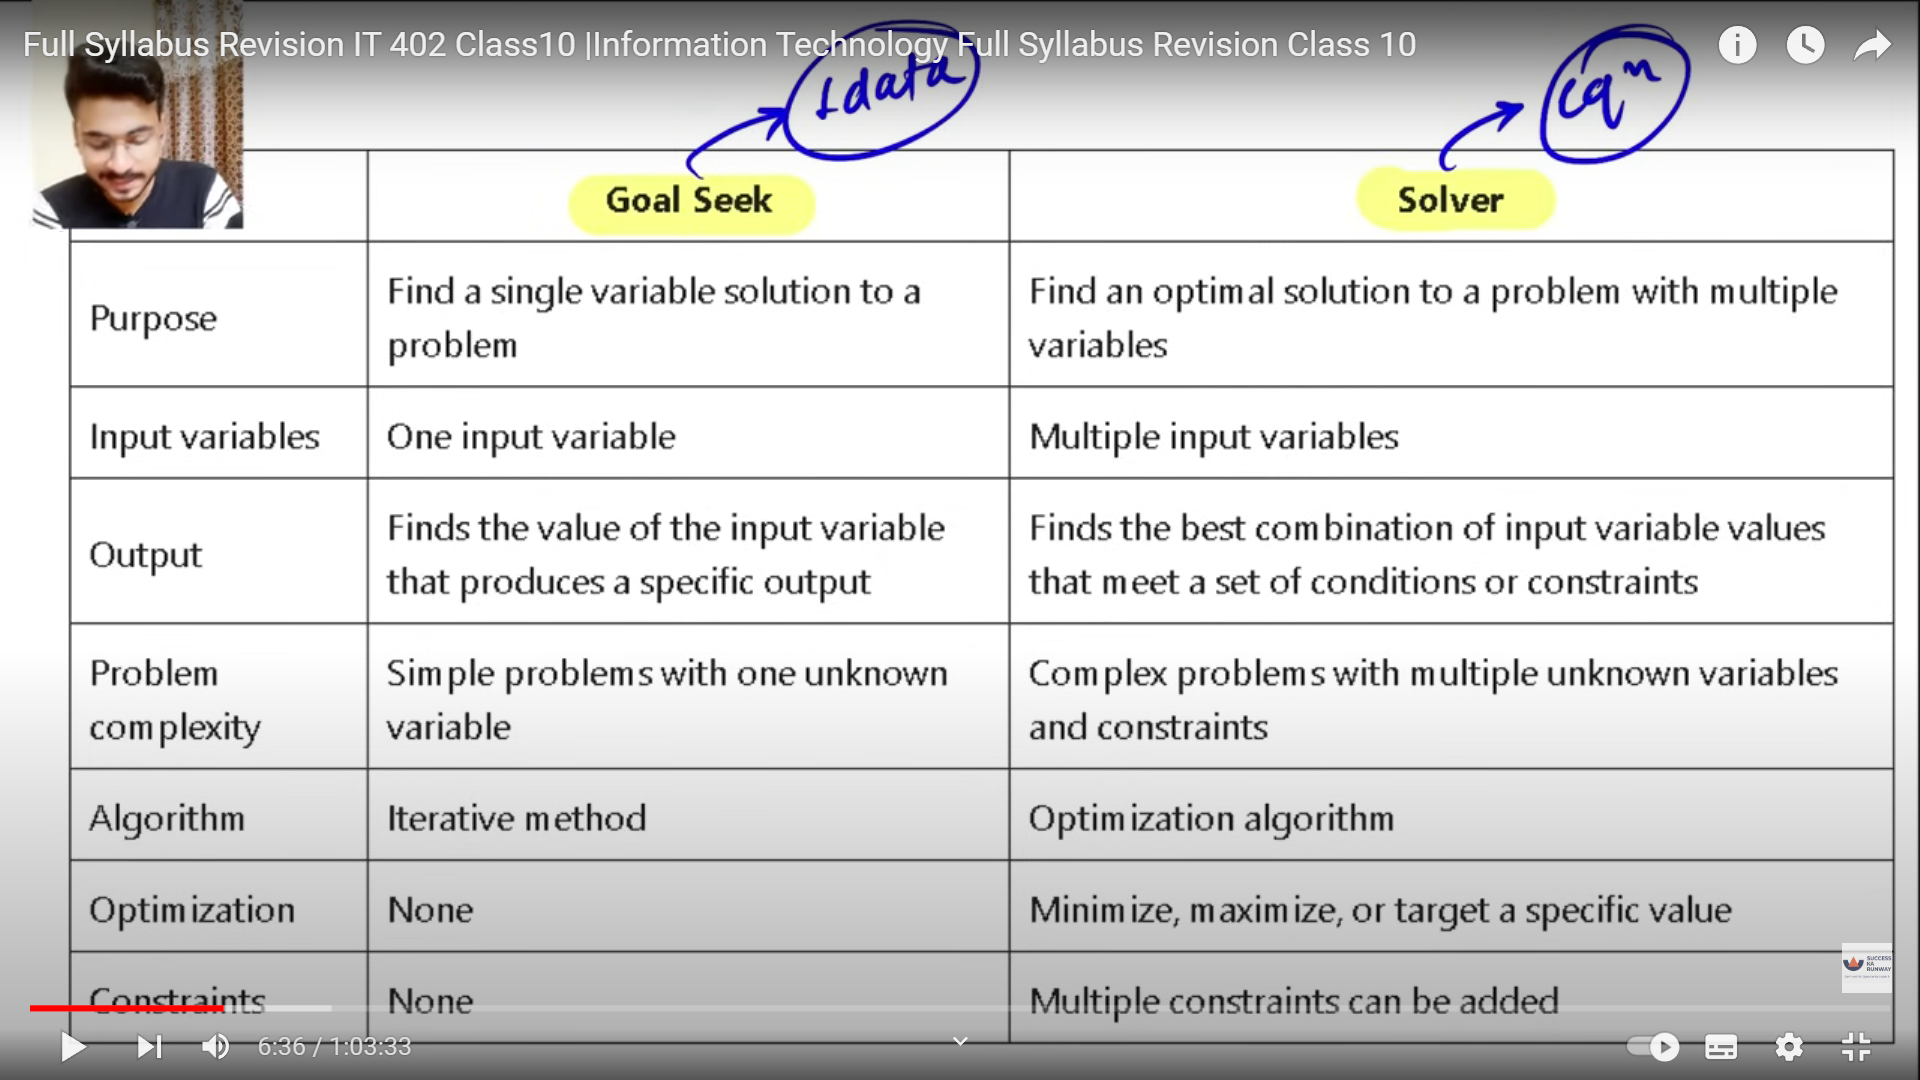 Full Syllabus Revision IT 402 Class10 |Information Technology Full Syllabus Revision Class 10
1 data
eqn
Goal Seek
Solver
Purpose
Find a single variable solution to a
problem
Find an optimal solution to a problem with multiple
variables
Input variables
One input variable
Multiple input variables
Output
Finds the value of the input variable
that produces a specific output
Finds the best combination of input variable values
that meet a set of conditions or constraints
Problem
complexity
Simple problems with one unknown
variable
Complex problems with multiple unknown variables
and constraints
Algorithm
Iterative method
Optimization algorithm
Optimization
None
Minimize, maximize, or target a specific value
SUCCESS
KA
RUNWAY
Constraints
None
Multiple constraints can be added
6:36 / 1:03:33